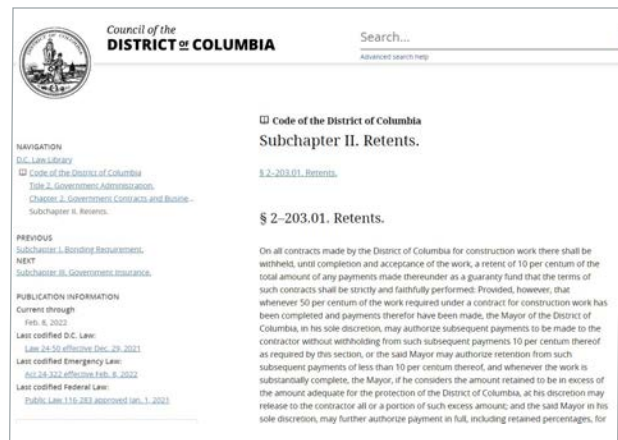 Council of the
DISTRICT OF COLUMBIA
Search...
Advanced search help
NAVIGATION
D.C. Law Library
Code of the District of Columbia
Title 2. Government Administration.
Chapter 2. Government Contracts and Busine...
Subchapter II. Retents.
PREVIOUS
Subchapter I. Bonding Requirement.
NEXT
Subchapter III. Government Insurance.
PUBLICATION INFORMATION
Current through
Feb. 8, 2022
Last codified D.C. Law:
Law 24-50 effective Dec. 29, 2021
Last codified Emergency Law:
Act 24-322 effective Feb. 8, 2022
Last codified Federal Law:
Public Law 116-283 approved Jan. 1, 2021
Code of the District of Columbia
Subchapter II. Retents.
§ 2–203.01. Retents.
§ 2–203.01. Retents.
On all contracts made by the District of Columbia for construction work there shall be
withheld, until completion and acceptance of the work, a retent of 10 per centum of the
total amount of any payments made thereunder as a guaranty fund that the terms of
such contracts shall be strictly and faithfully performed: Provided, however, that
whenever 50 per centum of the work required under a contract for construction work has
been completed and payments therefor have been made, the Mayor of the District of
Columbia, in his sole discretion, may authorize subsequent payments to be made to the
contractor without withholding from such subsequent payments 10 per centum thereof
as required by this section, or the said Mayor may authorize retention from such
subsequent payments of less than 10 per centum thereof, and whenever the work is
substantially complete, the Mayor, if he considers the amount retained to be in excess of
the amount adequate for the protection of the District of Columbia, at his discretion may
release to the contractor all or a portion of such excess amount; and the said Mayor in his
sole discretion, may further authorize payment in full, including retained percentages, for